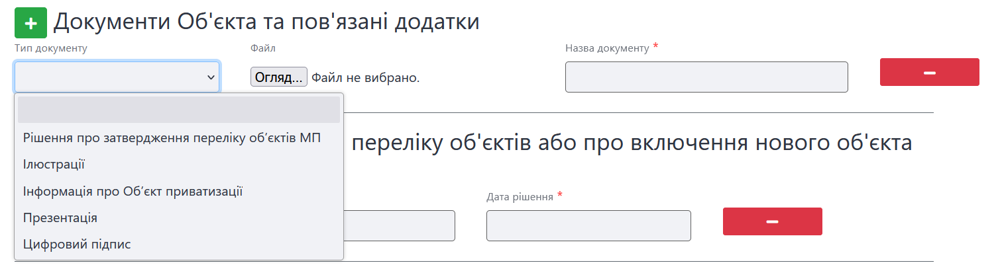 Документи Об'єкта та пов'язані додатки
Тип документу
Файл
Назва документу *
Огляд... Файл не вибрано.
Рішення про затвердження переліку об’єктів МП
переліку об'єктів або про включення нового об'єкта
Ілюстрації
Інформація про Об’єкт приватизації
Дата рішення *
Презентація
Цифровий підпис